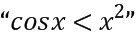 “cosx < x²”